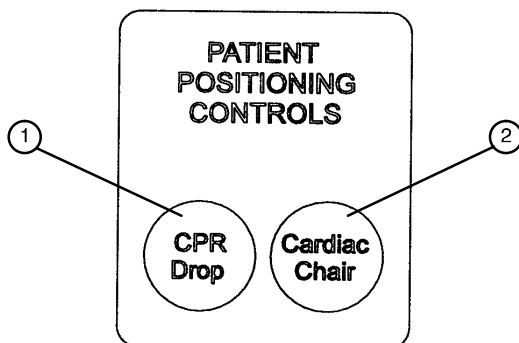 PATIENT
POSITIONING
CONTROLS
1
2
CPR
Drop
Cardiac
Chair